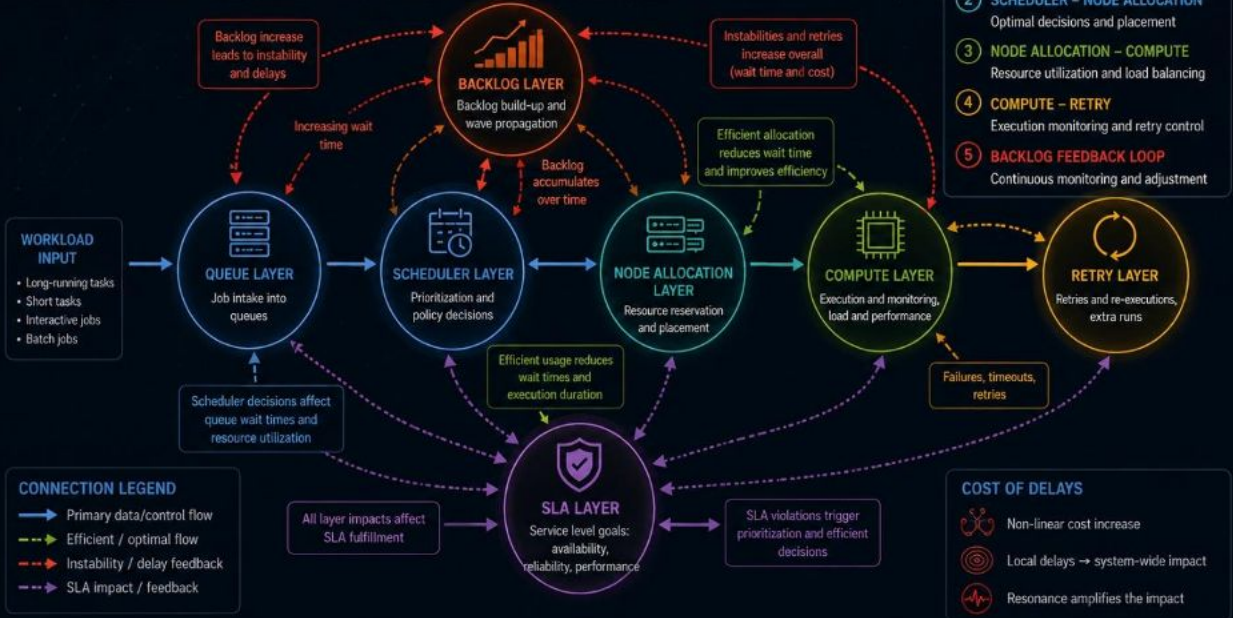 2 SCHEDULER – NODE ALLOCATION
Optimal decisions and placement
3 NODE ALLOCATION – COMPUTE
Resource utilization and load balancing
4 COMPUTE – RETRY
Execution monitoring and retry control
5 BACKLOG FEEDBACK LOOP
Continuous monitoring and adjustment
Backlog increase
leads to instability
and delays
BACKLOG LAYER
Backlog build-up and
wave propagation
Instabilities and retries
increase overall
(wait time and cost)
Increasing wait
time
Backlog
accumulates
over time
Efficient allocation
reduces wait time
and improves efficiency
WORKLOAD
INPUT
• Long-running tasks
• Short tasks
• Interactive jobs
• Batch jobs
QUEUE LAYER
Job intake into
queues
SCHEDULER LAYER
Prioritization and
policy decisions
NODE ALLOCATION
LAYER
Resource reservation
and placement
COMPUTE LAYER
Execution and monitoring,
load and performance
RETRY LAYER
Retries and re-executions,
extra runs
Scheduler decisions affect
queue wait times and
resource utilization
Efficient usage reduces
wait times and
execution duration
Failures, timeouts,
retries
SLA LAYER
Service level goals:
availability,
reliability, performance
All layer impacts affect
SLA fulfillment
SLA violations trigger
prioritization and efficient
decisions
CONNECTION LEGEND
Primary data/control flow
Efficient / optimal flow
Instability / delay feedback
SLA impact / feedback
COST OF DELAYS
Non-linear cost increase
Local delays → system-wide impact
Resonance amplifies the impact